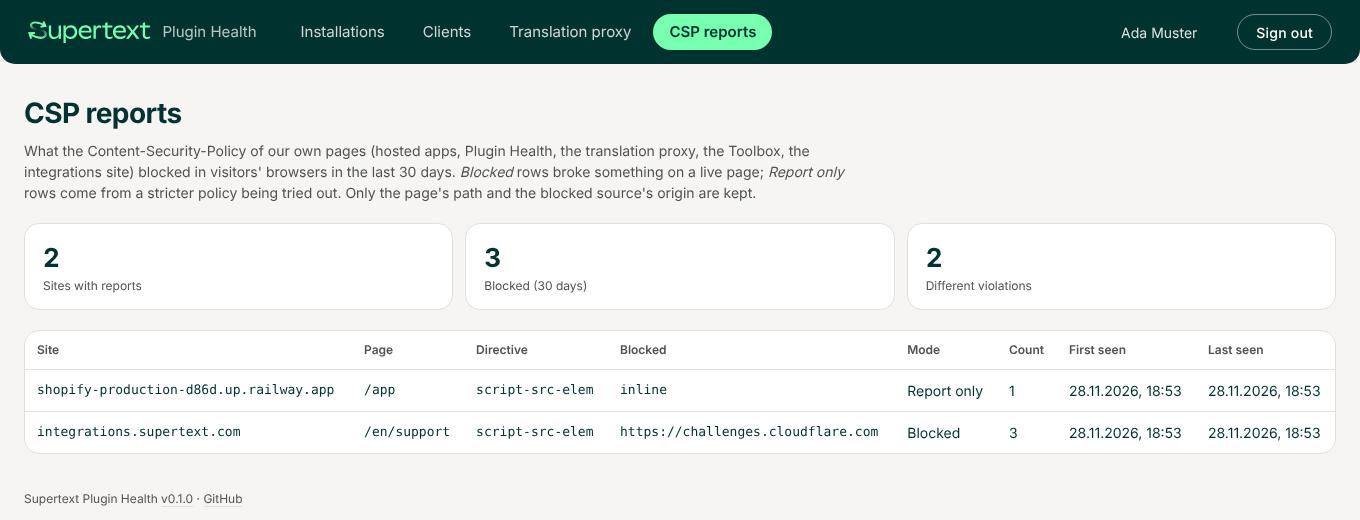 Supertext Plugin Health Installations Clients Translation proxy CSP reports Ada Muster Sign out
CSP reports
What the Content-Security-Policy of our own pages (hosted apps, Plugin Health, the translation proxy, the Toolbox, the
integrations site) blocked in visitors' browsers in the last 30 days. Blocked rows broke something on a live page; Report only
rows come from a stricter policy being tried out. Only the page's path and the blocked source's origin are kept.
2
Sites with reports
3
Blocked (30 days)
2
Different violations
Site Page Directive Blocked Mode Count First seen Last seen
shopify-production-d86d.up.railway.app /app script-src-elem inline Report only 1 28.11.2026, 18:53 28.11.2026, 18:53
integrations.supertext.com /en/support script-src-elem https://challenges.cloudflare.com Blocked 3 28.11.2026, 18:53 28.11.2026, 18:53
Supertext Plugin Health v0.1.0 · GitHub